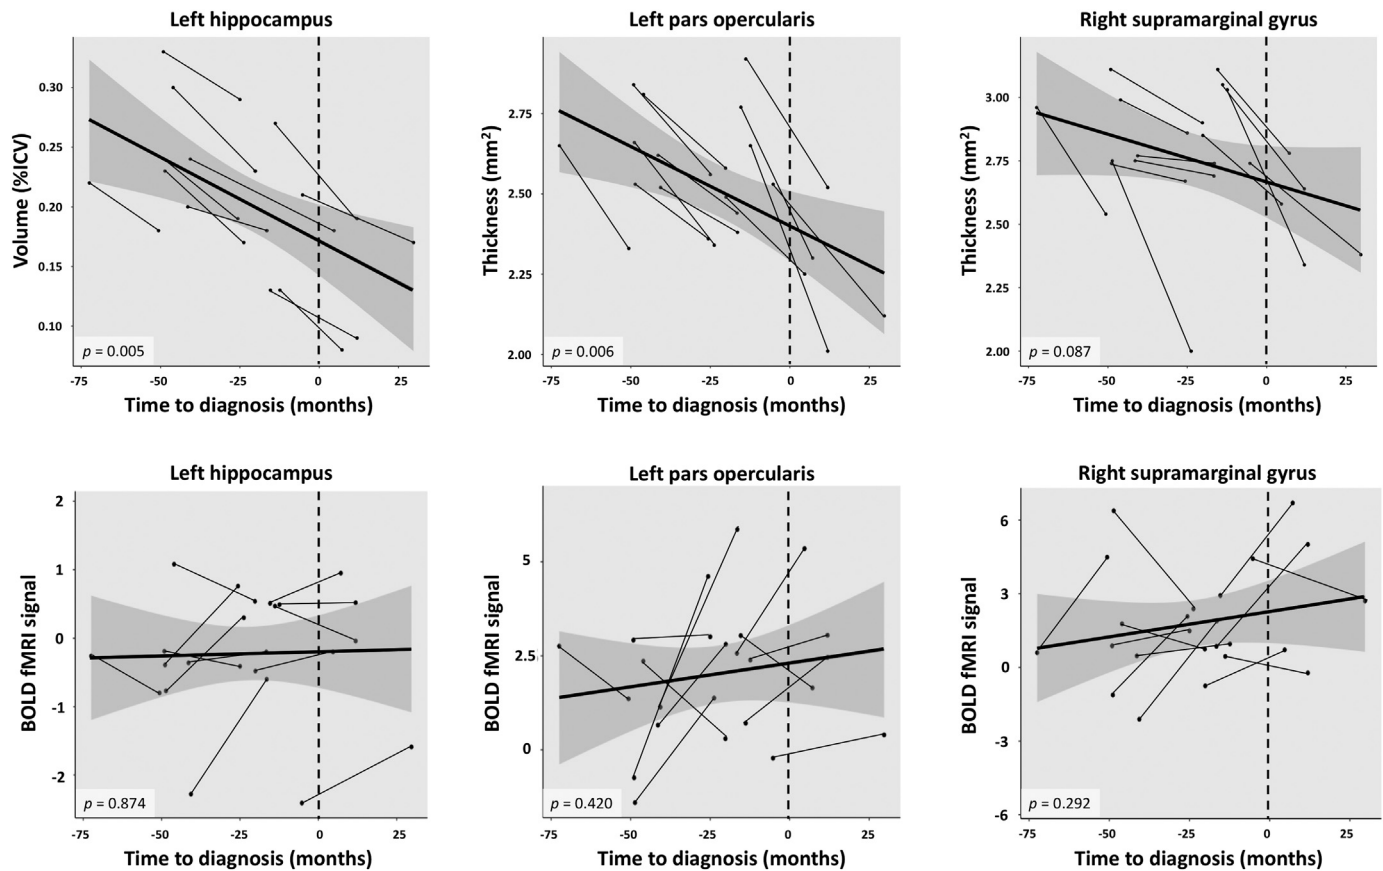 Left hippocampus
Volume (%ICV)
0.30
0.25
0.20
0.15
0.10
p = 0.005
-75 -50 -25 0 25
Time to diagnosis (months)
Left pars opercularis
Thickness (mm²)
2.75
2.50
2.25
2.00
p = 0.006
-75 -50 -25 0 25
Time to diagnosis (months)
Right supramarginal gyrus
Thickness (mm²)
3.00
2.75
2.50
2.25
2.00
p = 0.087
-75 -50 -25 0 25
Time to diagnosis (months)
Left hippocampus
BOLD fMRI signal
2
1
0
-1
-2
p = 0.874
-75 -50 -25 0 25
Time to diagnosis (months)
Left pars opercularis
BOLD fMRI signal
5
2.5
0
p = 0.420
-75 -50 -25 0 25
Time to diagnosis (months)
Right supramarginal gyrus
BOLD fMRI signal
6
3
0
-3
-6
p = 0.292
-75 -50 -25 0 25
Time to diagnosis (months)